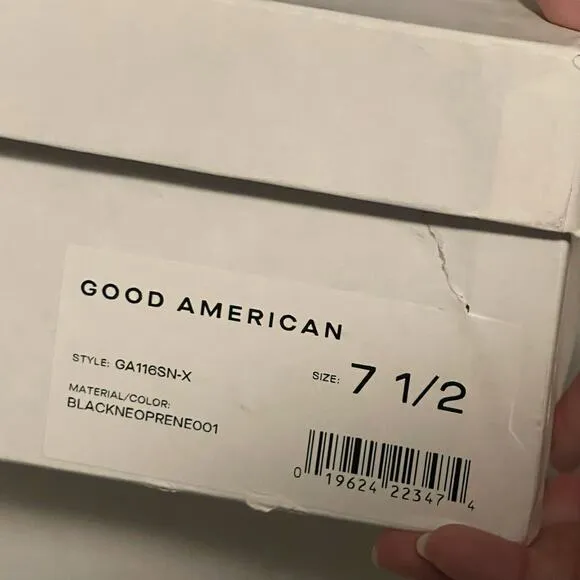 GOOD AMERICAN
STYLE: GA116SN-X
SIZE: 7 1/2
MATERIAL/COLOR:
BLACKNEOPRENE001
0 19624 22347 4